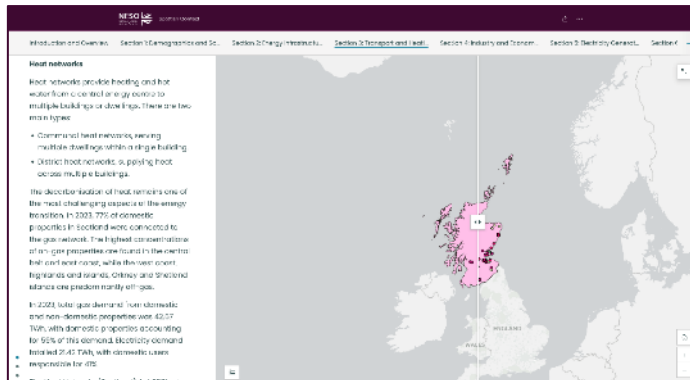 NESO
Scotland Context
Introduction and Overview
Section 1: Demographics and So...
Section 2: Energy Infrastructu...
Section 3: Transport and Heati...
Section 4: Industry and Econom...
Section 5: Electricity Generat...
Section 6
Heat networks
Heat networks provide heating and hot
water from a central energy centre to
multiple buildings or dwellings. There are two
main types:
• Communal heat networks, serving
multiple dwellings within a single building.
• District heat networks, supplying heat
across multiple buildings.
The decarbonisation of heat remains one of
the most challenging aspects of the energy
transition. In 2023, 77% of domestic
properties in Scotland were connected to
the gas network. The highest concentrations
of on-gas properties are found in the central
belt and east coast, while the west coast,
highlands and islands, Orkney and Shetland
islands are predominantly off-gas.
In 2023, total gas demand from domestic
and non-domestic properties was 42.57
TWh, with domestic properties accounting
for 55% of this demand. Electricity demand
totalled 21.42 TWh, with domestic users
responsible for 41%.
WALES